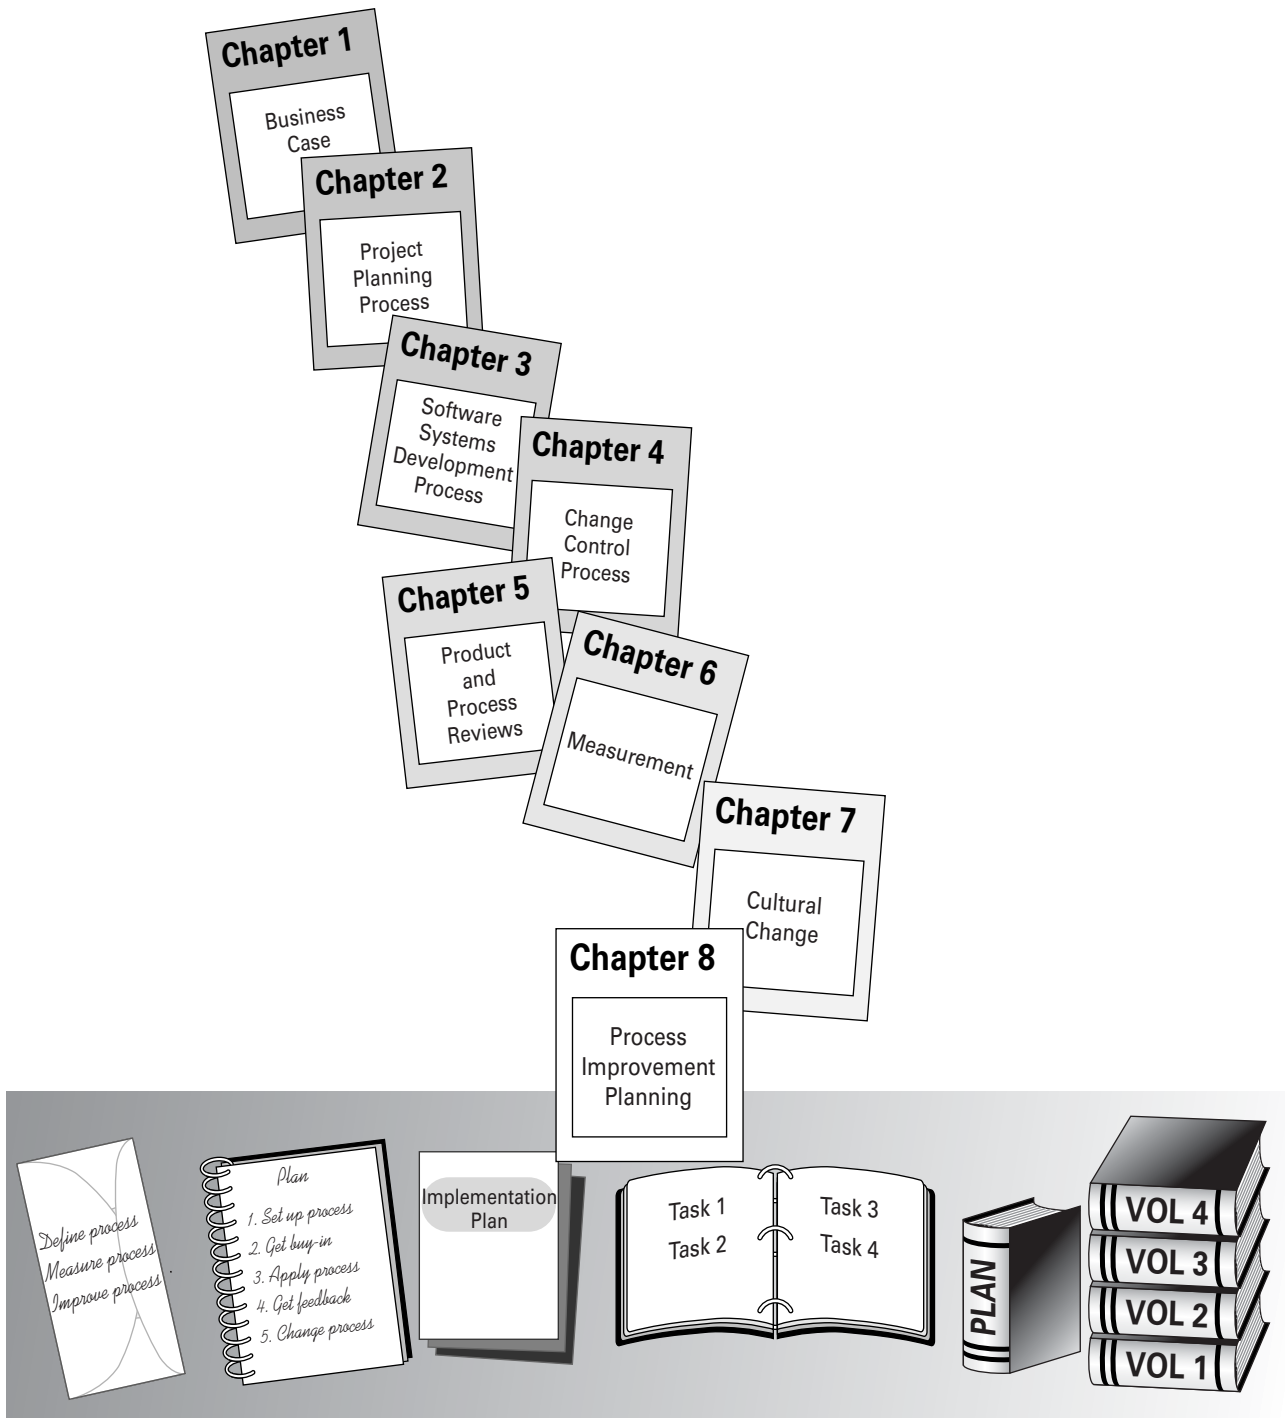 Chapter 1
Business
Case
Chapter 2
Project
Planning
Process
Chapter 3
Software
Systems
Development
Process
Chapter 4
Change
Control
Process
Chapter 5
Product
and
Process
Reviews
Chapter 6
Measurement
Chapter 7
Cultural
Change
Chapter 8
Process
Improvement
Planning
Define process
Measure process
Improve process
Plan
1. Set up process
2. Get buy-in
3. Apply process
4. Get feedback
5. Change process
Implementation
Plan
Task 1
Task 2
Task 3
Task 4
PLAN
VOL 4
VOL 3
VOL 2
VOL 1